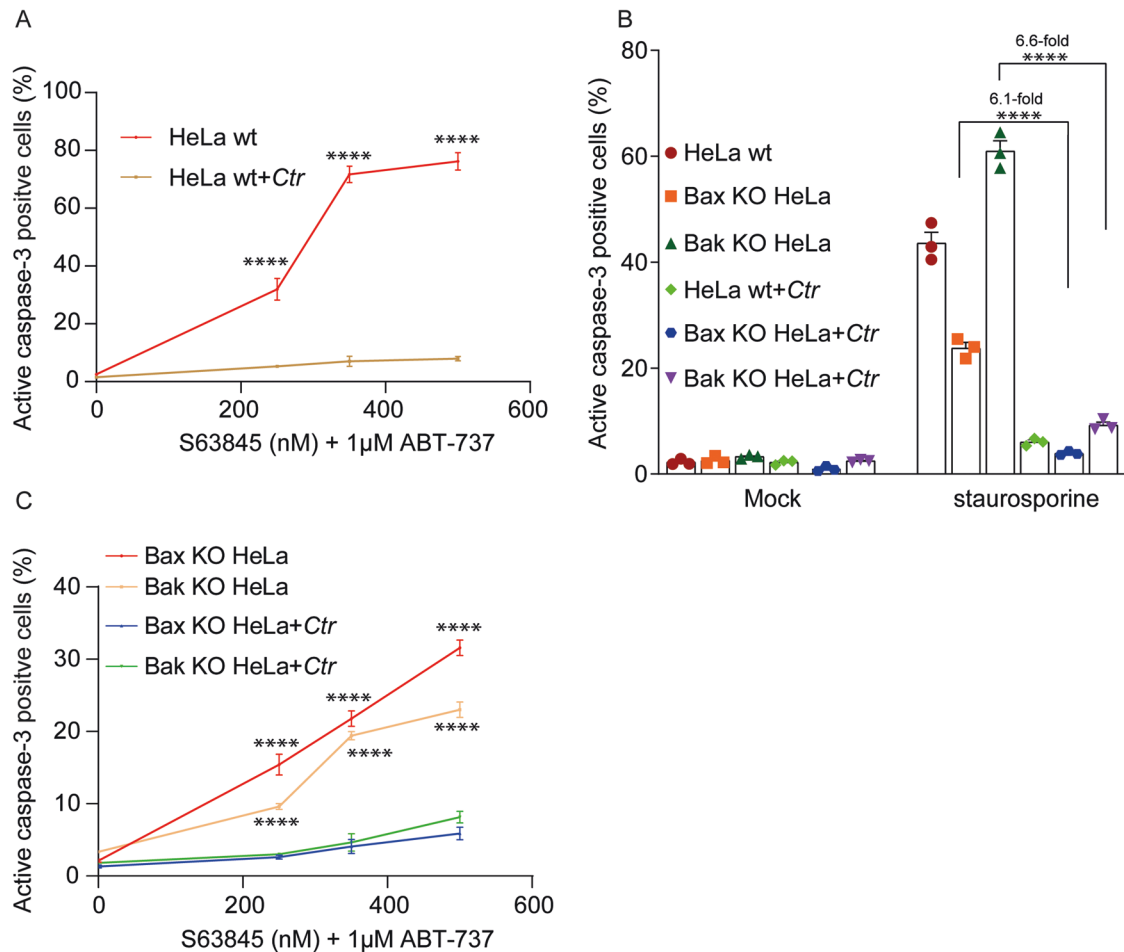 A
Active caspase-3 positve cells (%)
100
80
60
40
20
0
0
200
400
600
S63845 (nM) + 1µM ABT-737
HeLa wt
HeLa wt+Ctr
****
****
****
B
Active caspase-3 positive cells (%)
80
60
40
20
0
HeLa wt
Bax KO HeLa
Bak KO HeLa
HeLa wt+Ctr
Bax KO HeLa+Ctr
Bak KO HeLa+Ctr
6.6-fold
****
6.1-fold
****
Mock
staurosporine
C
Bax KO HeLa
Bak KO HeLa
Bax KO HeLa+Ctr
Bak KO HeLa+Ctr
Active caspase-3 positve cells (%)
40
30
20
10
0
0
200
400
600
S63845 (nM) + 1µM ABT-737
****
****
****
****
****
****